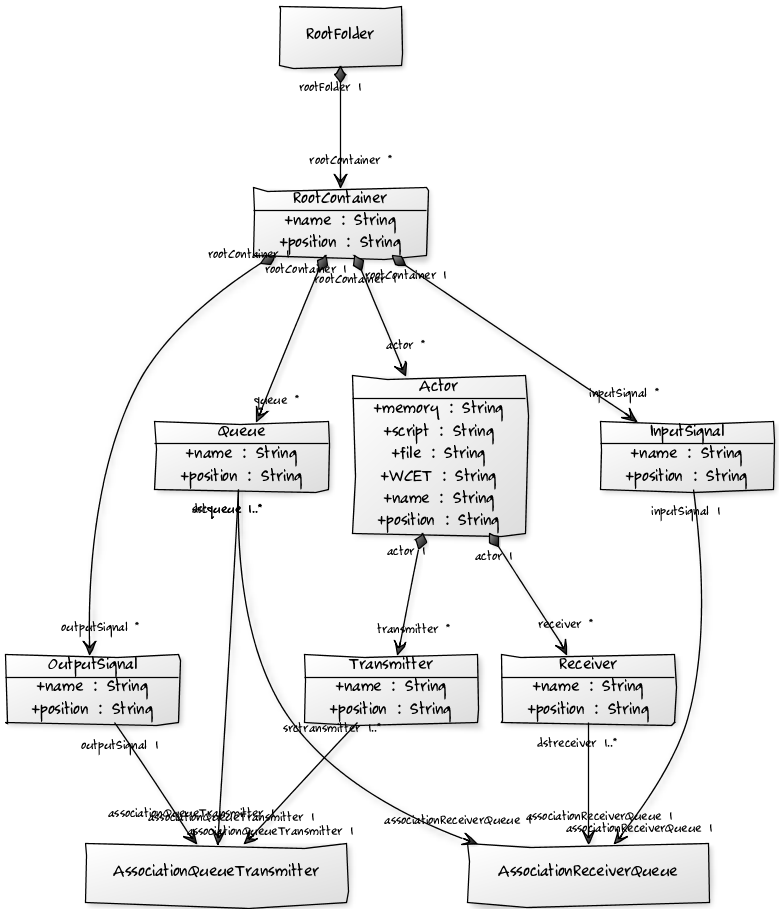 RootFolder
rootFolder 1
rootContainer *
RootContainer
+name : String
+position : String
rootContainer 1
rootContainer 1
rootContainer 1
rootContainer 1
actor *
queue *
inputSignal *
Actor
+memory : String
+script : String
+file : String
+WCET : String
+name : String
+position : String
Queue
+name : String
+position : String
InputSignal
+name : String
+position : String
1..*
inputSignal 1
actor 1
actor 1
outputSignal *
transmitter *
receiver *
OutputSignal
+name : String
+position : String
Transmitter
+name : String
+position : String
Receiver
+name : String
+position : String
outputSignal 1
srctransmitter 1..*
dstreceiver 1..*
associationQueueTransmitter 1
associationQueueTransmitter 1
associationQueueTransmitter 1
associationReceiverQueue 1
associationReceiverQueue 1
associationReceiverQueue 1
AssociationQueueTransmitter
AssociationReceiverQueue